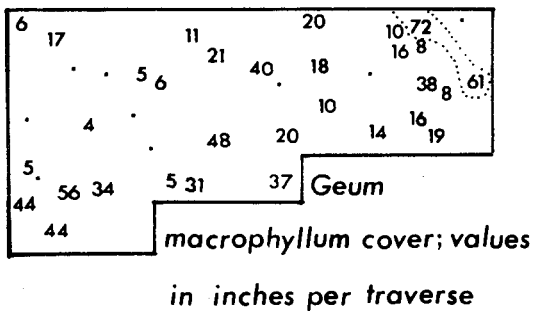 6 17 11 20 10 72
21 16 8
5 6 40 18 38 8 61
10
4 48 20 14 16 19
5
44 56 34 5 31 37 Geum
44 macrophyllum cover; values
in inches per traverse